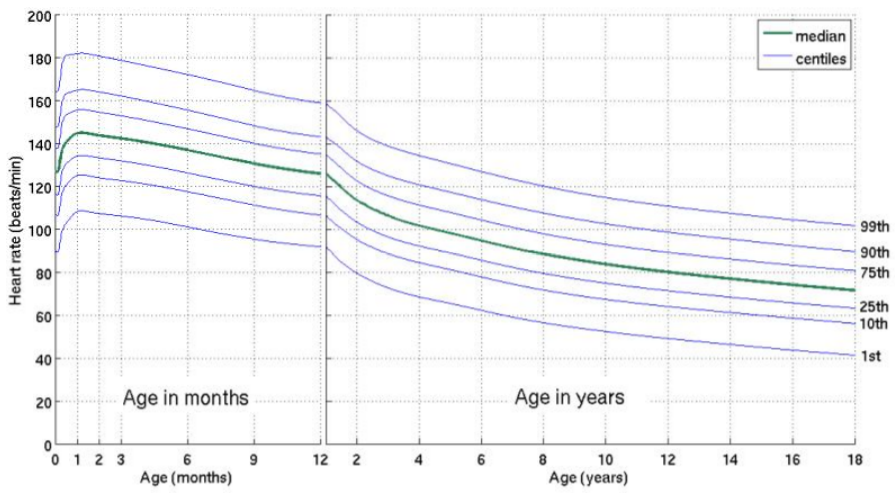 200
180
160
140
120
100
80
60
40
20
0
Heart rate (beats/min)
median
centiles
99th
90th
75th
25th
10th
1st
Age in months
Age in years
0 1 2 3 6 9 12 2 4 6 8 10 12 14 16 18
Age (months)
Age (years)